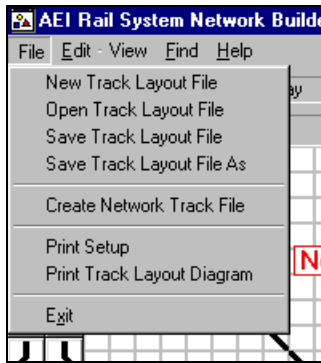 AEI Rail System Network Builde
File Edit View Find Help
New Track Layout File
Open Track Layout File
Save Track Layout File
Save Track Layout File As
Create Network Track File
Print Setup
Print Track Layout Diagram
Exit